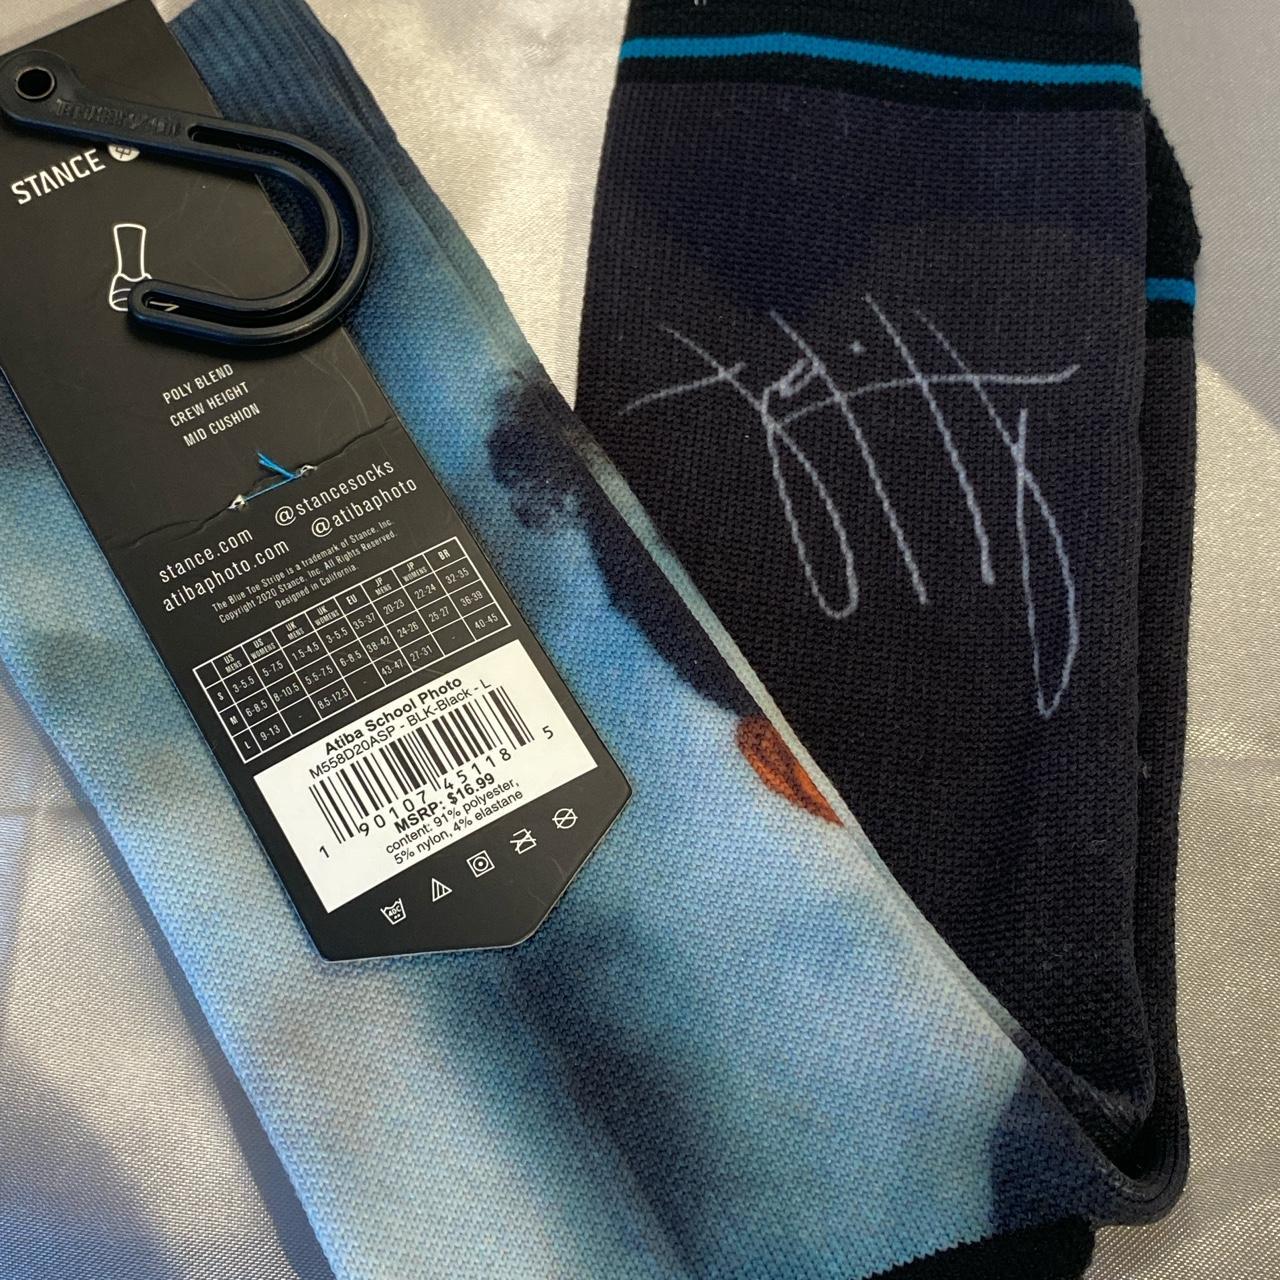 STANCE
POLY BLEND
CREW HEIGHT
MID CUSHION
stance.com @stancesocks
atibaphoto.com @atibaphoto
The Blue Toe Stripe is a trademark of Stance, Inc.
Copyright 2020 Stance, Inc. All Rights Reserved.
Designed in California.
US MENS US WOMENS UK MENS UK WOMENS EU JP MENS JP WOMENS BR
S 3-5.5 5-7.5 1.5-4.5 3-5.5 35-37 20-23 22-24 32-35
M 6-8.5 8-10.5 5.5-7.5 6-8.5 38-42 24-26 25-27 36-39
L 9-13 - 8.5-12.5 - 43-47 27-31 - 40-45
Atiba School Photo
M558D20ASP - BLK-Black - L
1 90107 45118 5
MSRP: $16.99
content: 91% polyester,
5% nylon, 4% elastane